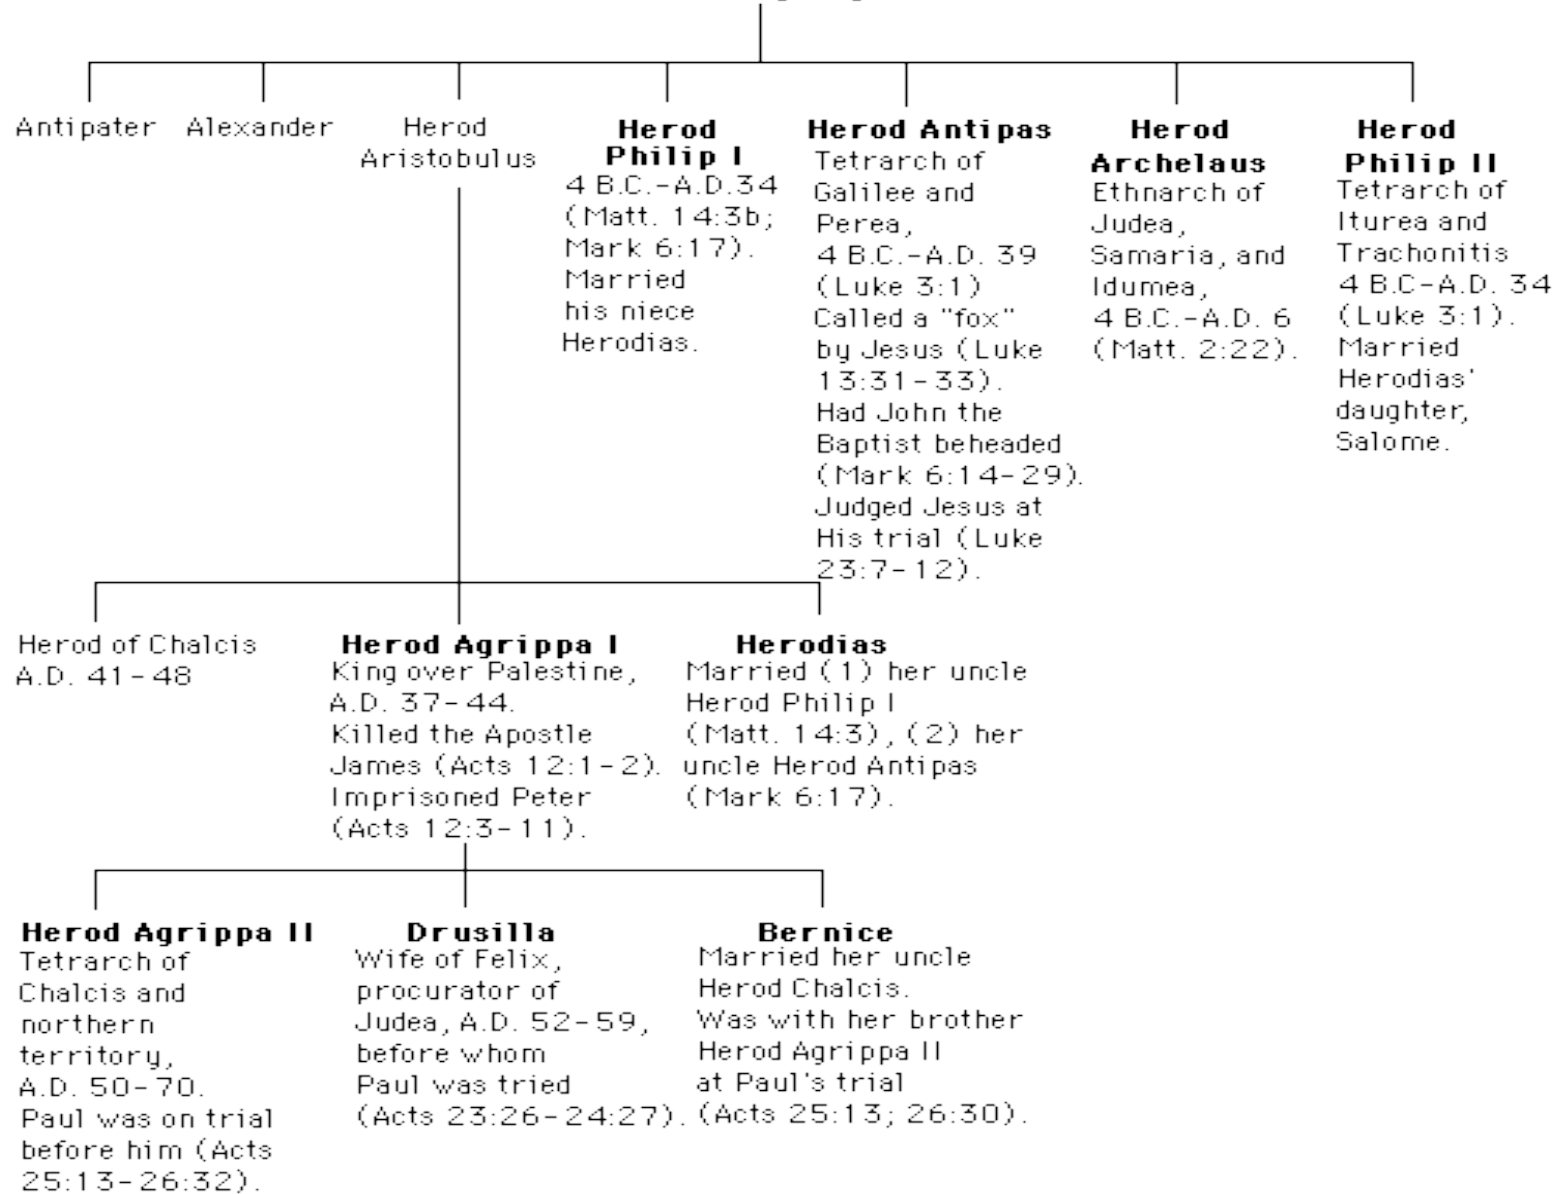 Antipater
Alexander
Herod
Aristobulus
Herod
Philip I
4 B.C.-A.D.34
(Matt. 14:3b;
Mark 6:17).
Married
his niece
Herodias.
Herod Antipas
Tetrarch of
Galilee and
Perea,
4 B.C.-A.D. 39
(Luke 3:1)
Called a "fox"
by Jesus (Luke
13:31-33).
Had John the
Baptist beheaded
(Mark 6:14-29).
Judged Jesus at
His trial (Luke
23:7-12).
Herod
Archelaus
Ethnarch of
Judea,
Samaria, and
Idumea,
4 B.C.-A.D. 6
(Matt. 2:22).
Herod
Philip II
Tetrarch of
Iturea and
Trachonitis
4 B.C-A.D. 34
(Luke 3:1).
Married
Herodias'
daughter,
Salome.
Herod of Chalcis
A.D. 41-48
Herod Agrippa I
King over Palestine,
A.D. 37-44.
Killed the Apostle
James (Acts 12:1-2).
Imprisoned Peter
(Acts 12:3-11).
Herodias
Married (1) her uncle
Herod Philip I
(Matt. 14:3), (2) her
uncle Herod Antipas
(Mark 6:17).
Herod Agrippa II
Tetrarch of
Chalcis and
northern
territory,
A.D. 50-70.
Paul was on trial
before him (Acts
25:13-26:32).
Drusilla
Wife of Felix,
procurator of
Judea, A.D. 52-59,
before whom
Paul was tried
(Acts 23:26-24:27).
Bernice
Married her uncle
Herod Chalcis.
Was with her brother
Herod Agrippa II
at Paul's trial
(Acts 25:13; 26:30).